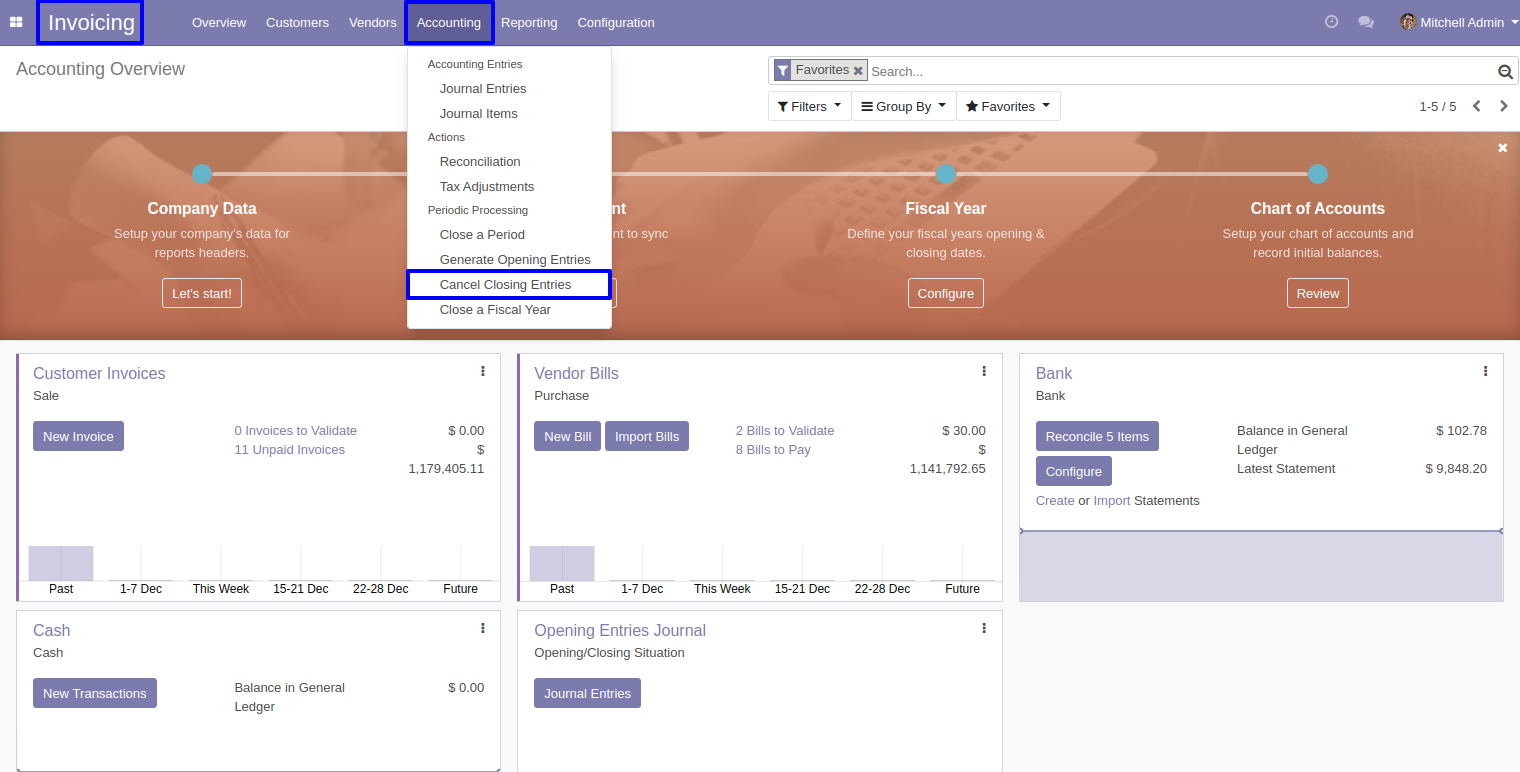 Invoicing Overview Customers Vendors Accounting Reporting Configuration Mitchell Admin
Accounting Overview
Favorites Search...
Filters Group By Favorites 1-5 / 5
Accounting Entries
Journal Entries
Journal Items
Actions
Reconciliation
Tax Adjustments
Periodic Processing
Close a Period
Generate Opening Entries
Cancel Closing Entries
Close a Fiscal Year
Company Data
Setup your company's data for
reports headers.
Let's start!
nt
nt to sync
Fiscal Year
Define your fiscal years opening &
closing dates.
Configure
Chart of Accounts
Setup your chart of accounts and
record initial balances.
Review
Customer Invoices
Sale
New Invoice
0 Invoices to Validate $ 0.00
11 Unpaid Invoices $
1,179,405.11
Past 1-7 Dec This Week 15-21 Dec 22-28 Dec Future
Vendor Bills
Purchase
New Bill Import Bills
2 Bills to Validate $ 30.00
8 Bills to Pay $
1,141,792.65
Past 1-7 Dec This Week 15-21 Dec 22-28 Dec Future
Bank
Bank
Reconcile 5 Items
Configure
Create or Import Statements
Balance in General $ 102.78
Ledger
Latest Statement $ 9,848.20
Cash
Cash
New Transactions
Balance in General $ 0.00
Ledger
Opening Entries Journal
Opening/Closing Situation
Journal Entries